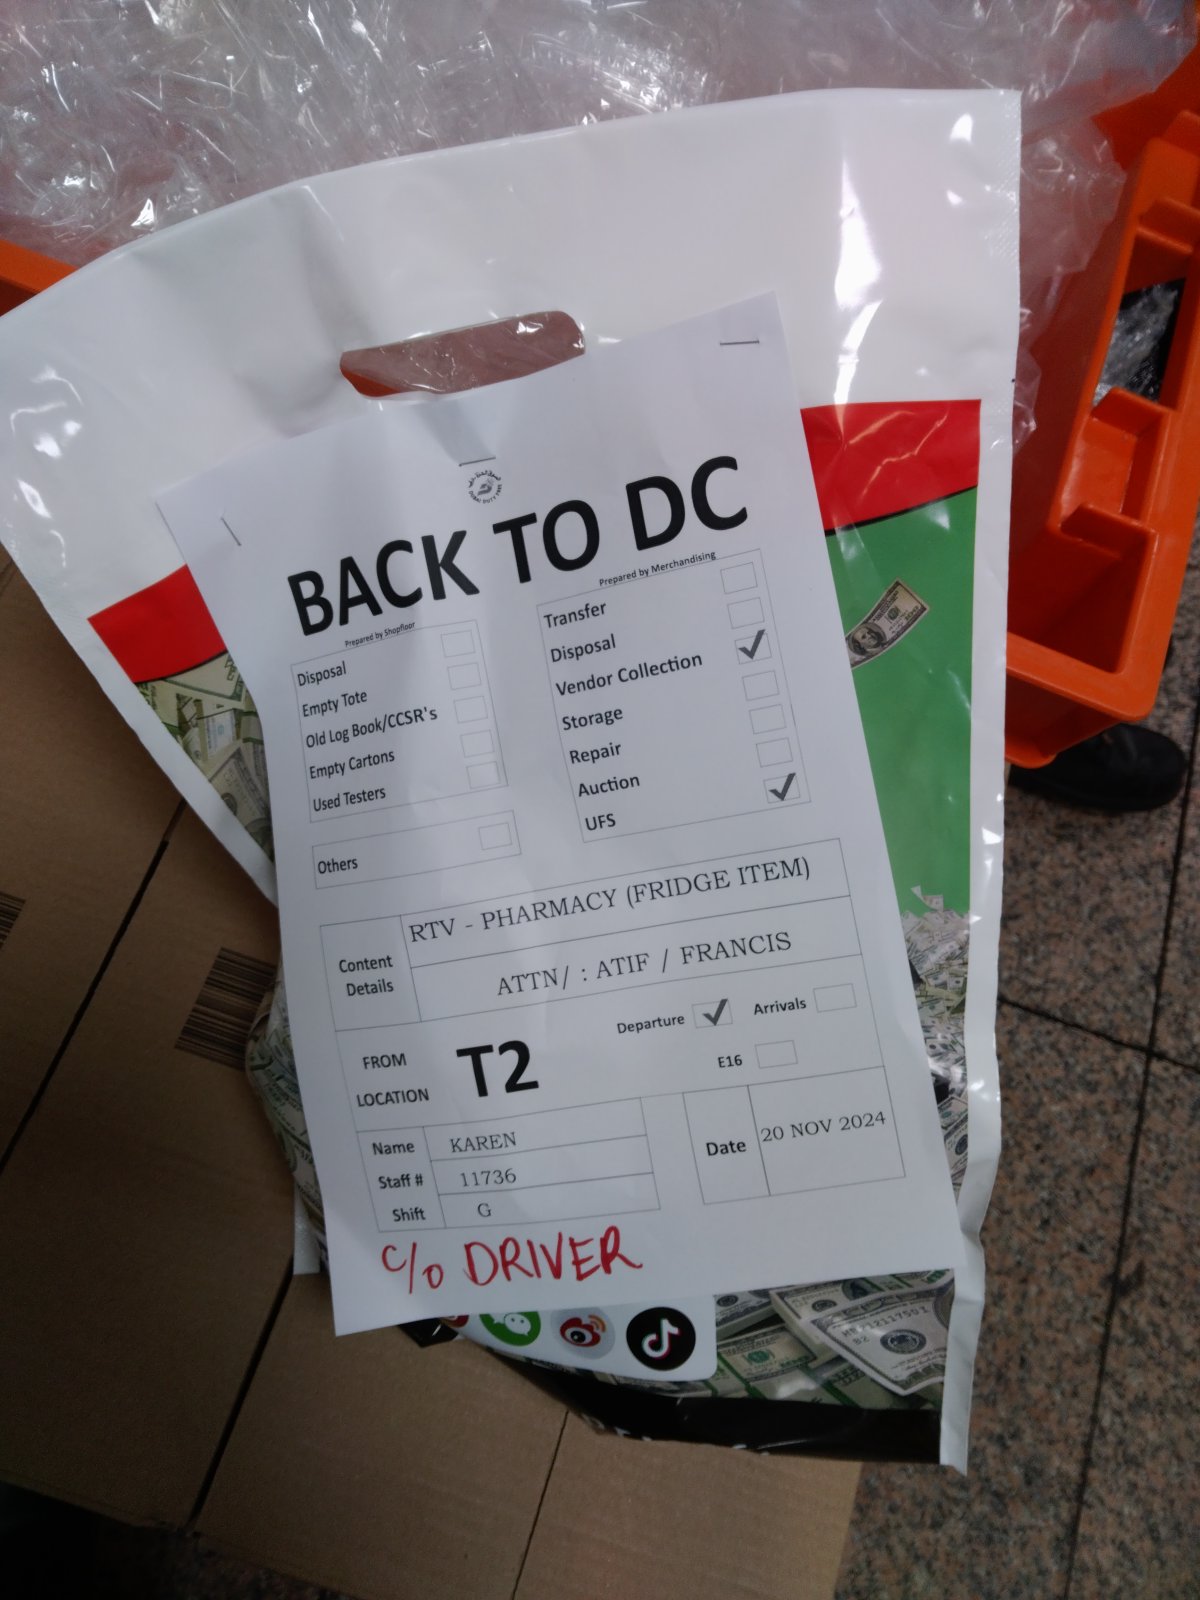 BACK TO DC
Prepared by Shopfloor
Disposal
Empty Tote
Old Log Book/CCSR's
Empty Cartons
Used Testers
Others
Prepared by Merchandising
Transfer
Disposal
Vendor Collection
Storage
Repair
Auction
UFS
Content Details
RTV - PHARMACY (FRIDGE ITEM)
ATTN/ : ATIF / FRANCIS
FROM LOCATION
T2
Departure
Arrivals
E16
Name KAREN
Staff # 11736
Shift G
Date 20 NOV 2024
C/o DRIVER